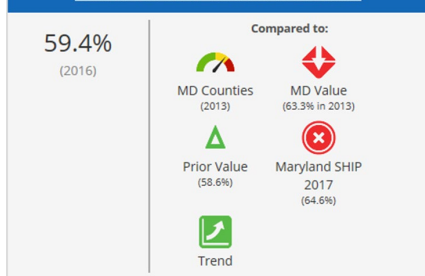 59.4%
(2016)
Compared to:
MD Counties
(2013)
MD Value
(63.3% in 2013)
Prior Value
(58.6%)
Maryland SHIP
2017
(64.6%)
Trend